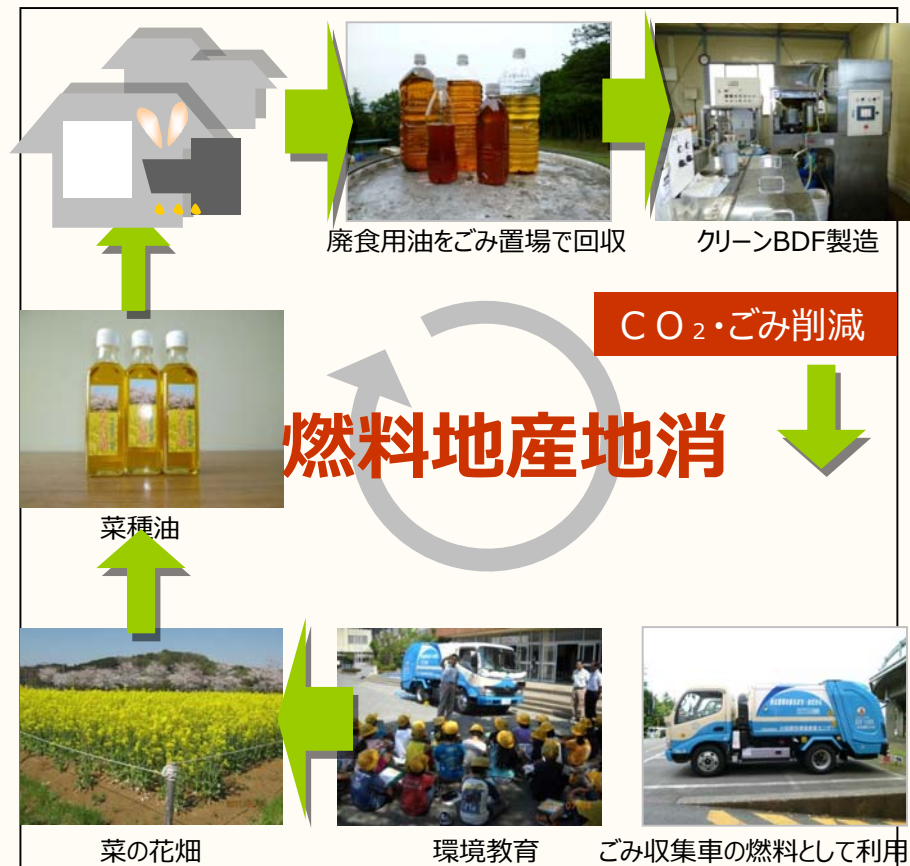 廃食用油をごみ置場で回収
クリーンBDF製造
ＣＯ₂・ごみ削減
燃料地産地消
菜種油
菜の花畑
環境教育
ごみ収集車の燃料として利用